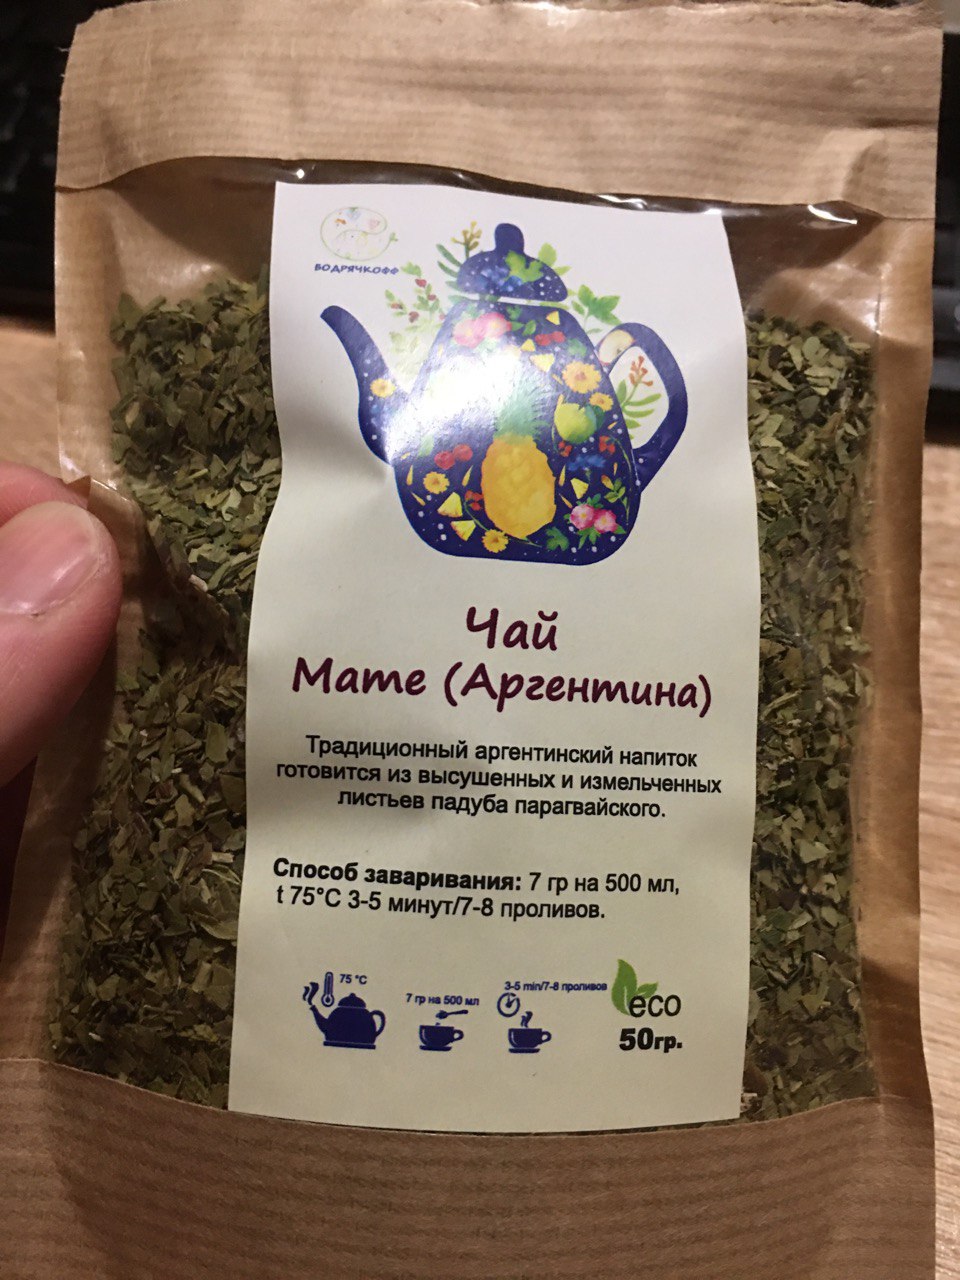 БОДРЯЧКОФФ
Чай
Мате (Аргентина)
Традиционный аргентинский напиток
готовится из высушенных и измельченных
листьев падуба парагвайского.
Способ заваривания: 7 гр на 500 мл,
t 75°C 3-5 минут/7-8 проливов.
75 °C
7 гр на 500 мл
3-5 min/7-8 проливов
eco
50гр.